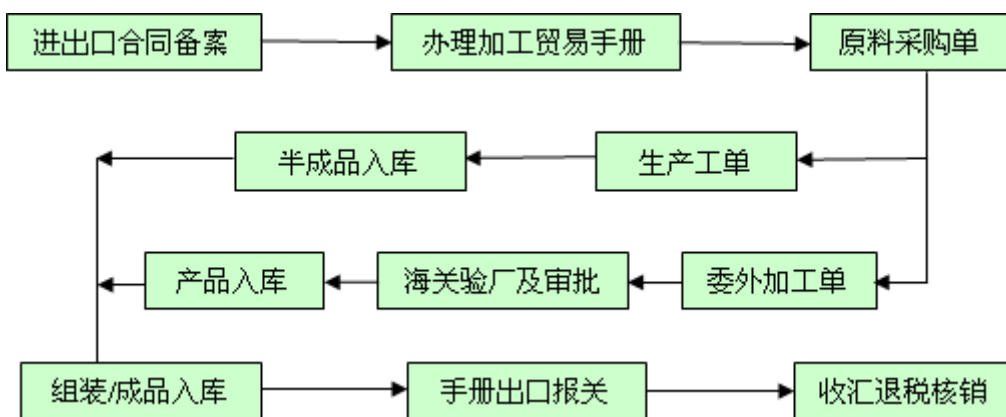 进出口合同备案
办理加工贸易手册
原料采购单
半成品入库
生产工单
产品入库
海关验厂及审批
委外加工单
组装/成品入库
手册出口报关
收汇退税核销